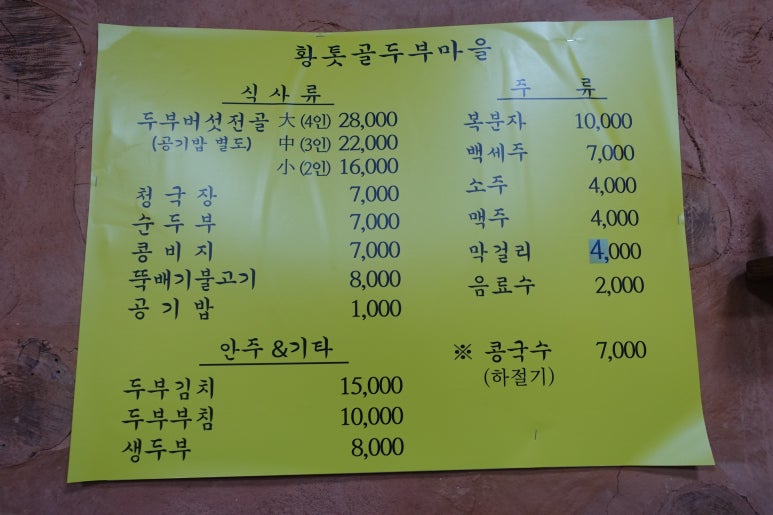 황톳골두부마을
식 사 류
두부버섯전골 大 (4인) 28,000
(공기밥 별도) 中 (3인) 22,000
小 (2인) 16,000
청 국 장 7,000
순 두 부 7,000
콩 비 지 7,000
뚝배기불고기 8,000
공 기 밥 1,000
안주 &기타
두부김치 15,000
두부부침 10,000
생두부 8,000
주 류
복분자 10,000
백세주 7,000
소주 4,000
맥주 4,000
막걸리 4,000
음료수 2,000
※ 콩국수 7,000
(하절기)